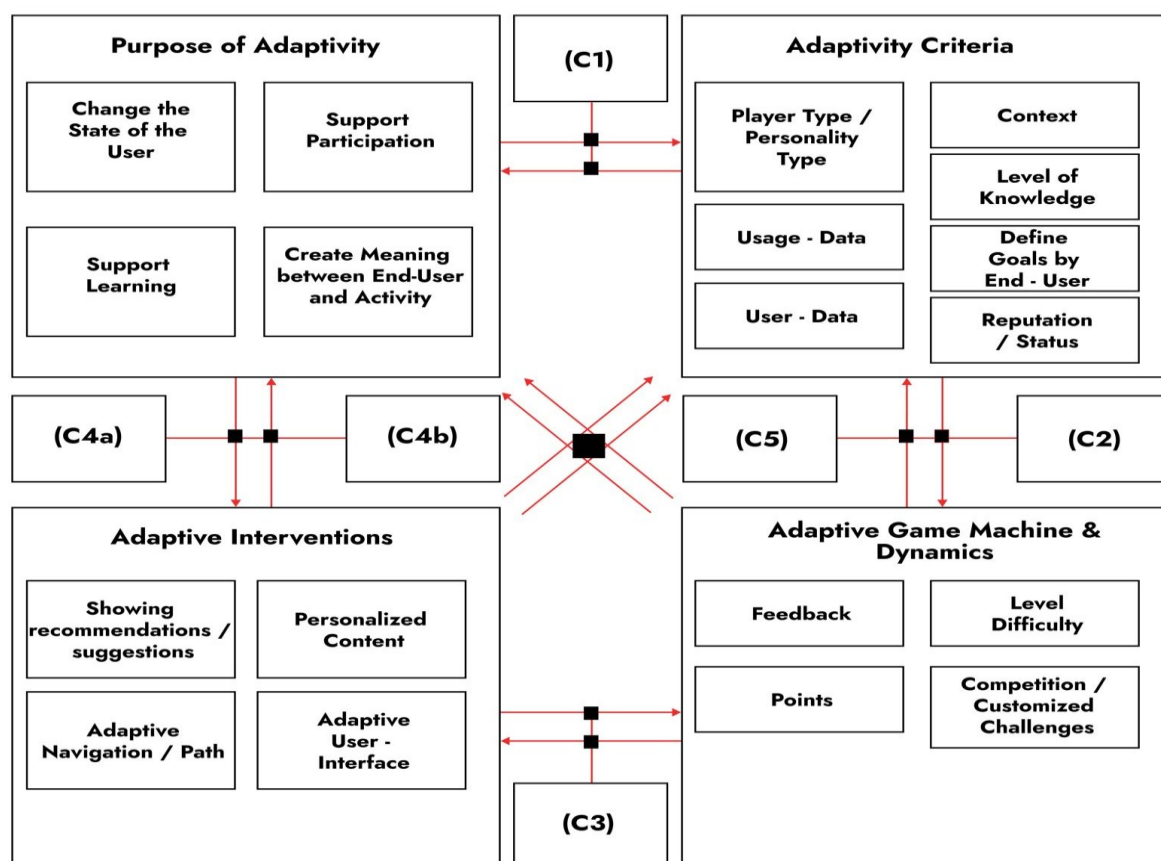 Purpose of Adaptivity
Change the
State of the
User
Support
Participation
Support
Learning
Create Meaning
between End-User
and Activity
(C1)
Adaptivity Criteria
Player Type /
Personality
Type
Usage - Data
User - Data
Context
Level of
Knowledge
Define
Goals by
End - User
Reputation
/ Status
(C4a)
(C4b)
(C5)
(C2)
Adaptive Interventions
Showing
recommendations /
suggestions
Personalized
Content
Adaptive
Navigation / Path
Adaptive
User -
Interface
(C3)
Adaptive Game Machine &
Dynamics
Feedback
Level
Difficulty
Points
Competition /
Customized
Challenges